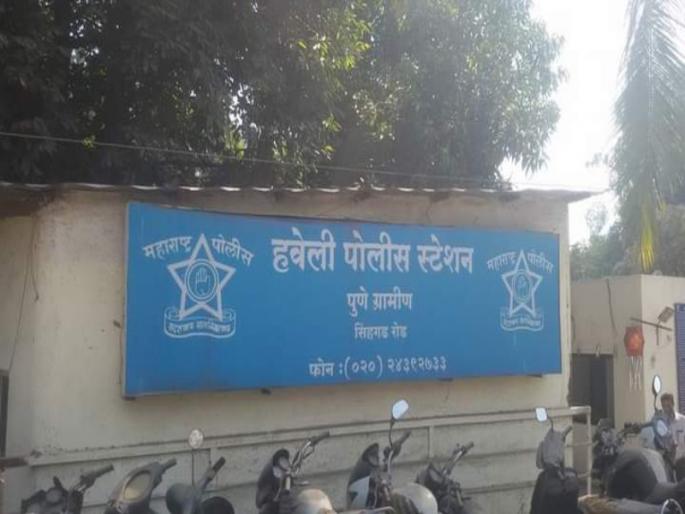 महाराष्ट्र पोलीस
हवेली पोलीस स्टेशन
महाराष्ट्र पोलीस
पुणे ग्रामीण
सिंहगड रोड
फोन :(०२०) २४३९२७३३